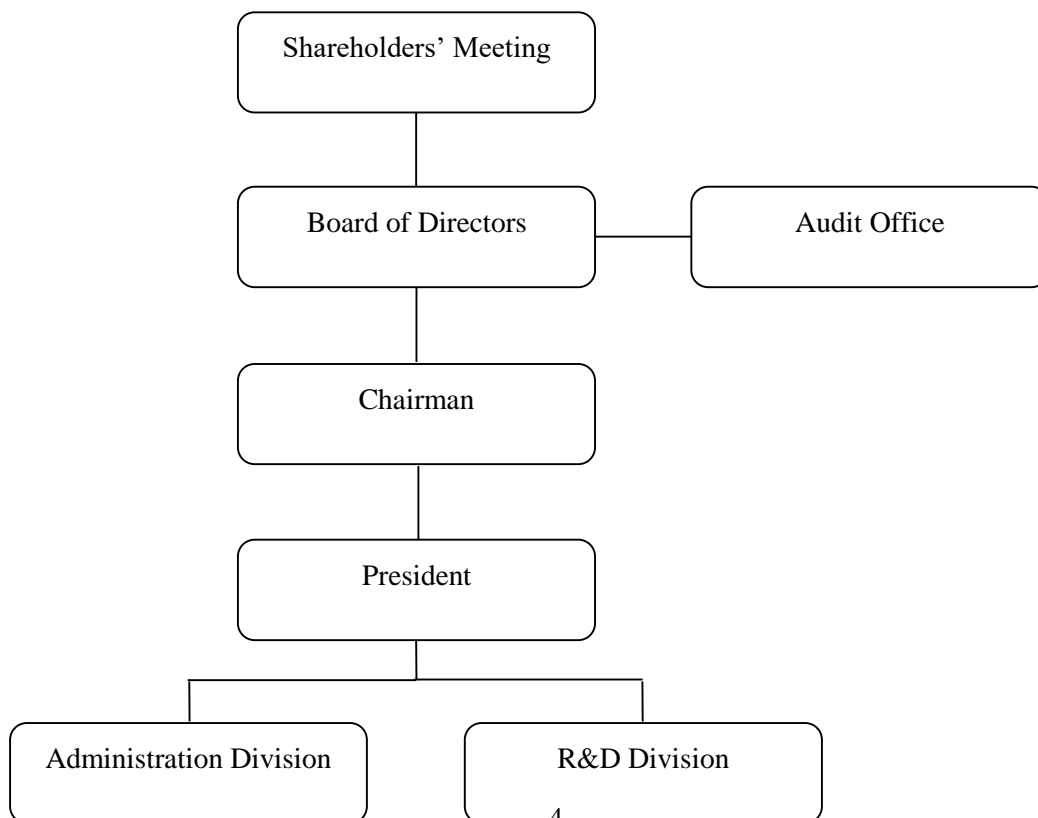 Shareholders’ Meeting
Board of Directors
Audit Office
Chairman
President
Administration Division
R&D Division
4